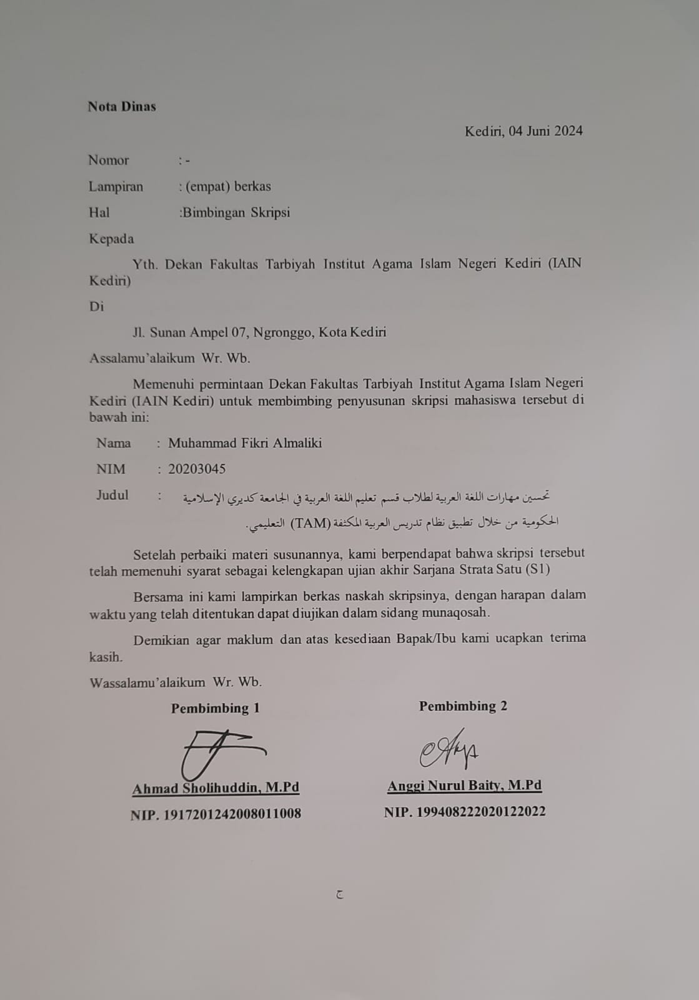 Nota Dinas
Kediri, 04 Juni 2024
Nomor : -
Lampiran : (empat) berkas
Hal :Bimbingan Skripsi
Kepada
Yth. Dekan Fakultas Tarbiyah Institut Agama Islam Negeri Kediri (IAIN
Kediri)
Di
Jl. Sunan Ampel 07, Ngronggo, Kota Kediri
Assalamu’alaikum Wr. Wb.
Memenuhi permintaan Dekan Fakultas Tarbiyah Institut Agama Islam Negeri
Kediri (IAIN Kediri) untuk membimbing penyusunan skripsi mahasiswa tersebut di
bawah ini:
Nama : Muhammad Fikri Almaliki
NIM : 20203045
Judul : تحسين مهارات اللغة العربية لطلاب قسم تعليم اللغة العربية في الجامعة كديري الإسلامية
الحكومية من خلال تطبيق نظام تدريس العربية المكثفة (TAM) التعليمي.
Setelah perbaiki materi susunannya, kami berpendapat bahwa skripsi tersebut
telah memenuhi syarat sebagai kelengkapan ujian akhir Sarjana Strata Satu (S1)
Bersama ini kami lampirkan berkas naskah skripsinya, dengan harapan dalam
waktu yang telah ditentukan dapat diujikan dalam sidang munaqosah.
Demikian agar maklum dan atas kesediaan Bapak/Ibu kami ucapkan terima
kasih.
Wassalamu’alaikum Wr. Wb.
Pembimbing 1 Pembimbing 2
Ahmad Sholihuddin, M.Pd Anggi Nurul Baity, M.Pd
NIP. 1917201242008011008 NIP. 199408222020122022
ج